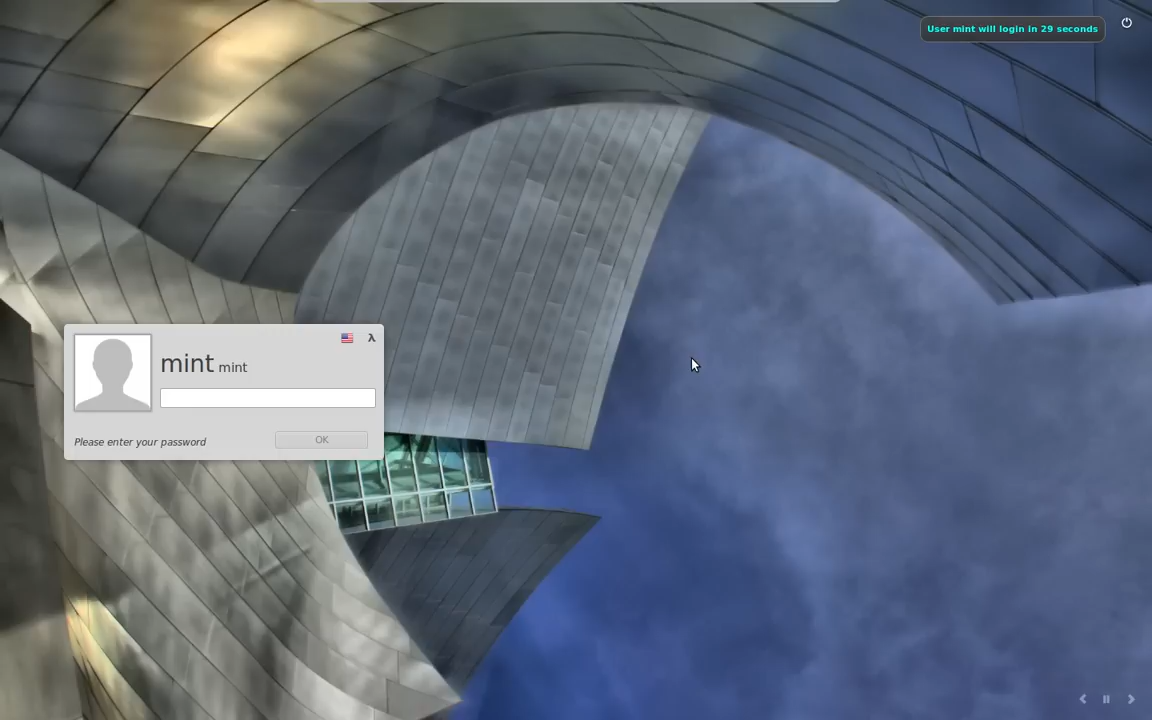 User mint will login in 29 seconds
λ
mint mint
Please enter your password
OK